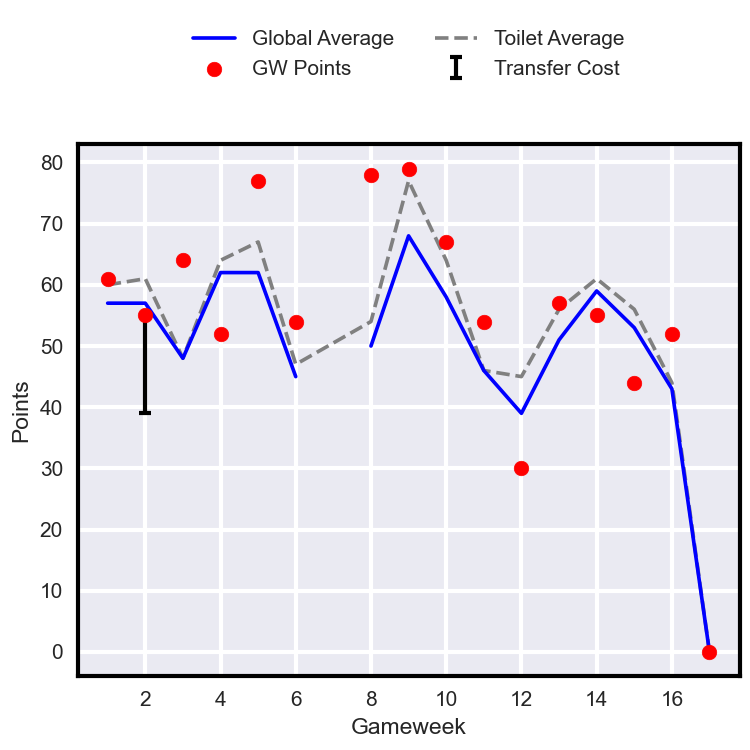 Global Average
Toilet Average
GW Points
Transfer Cost
80
70
60
50
40
30
20
10
0
Points
2 4 6 8 10 12 14 16
Gameweek